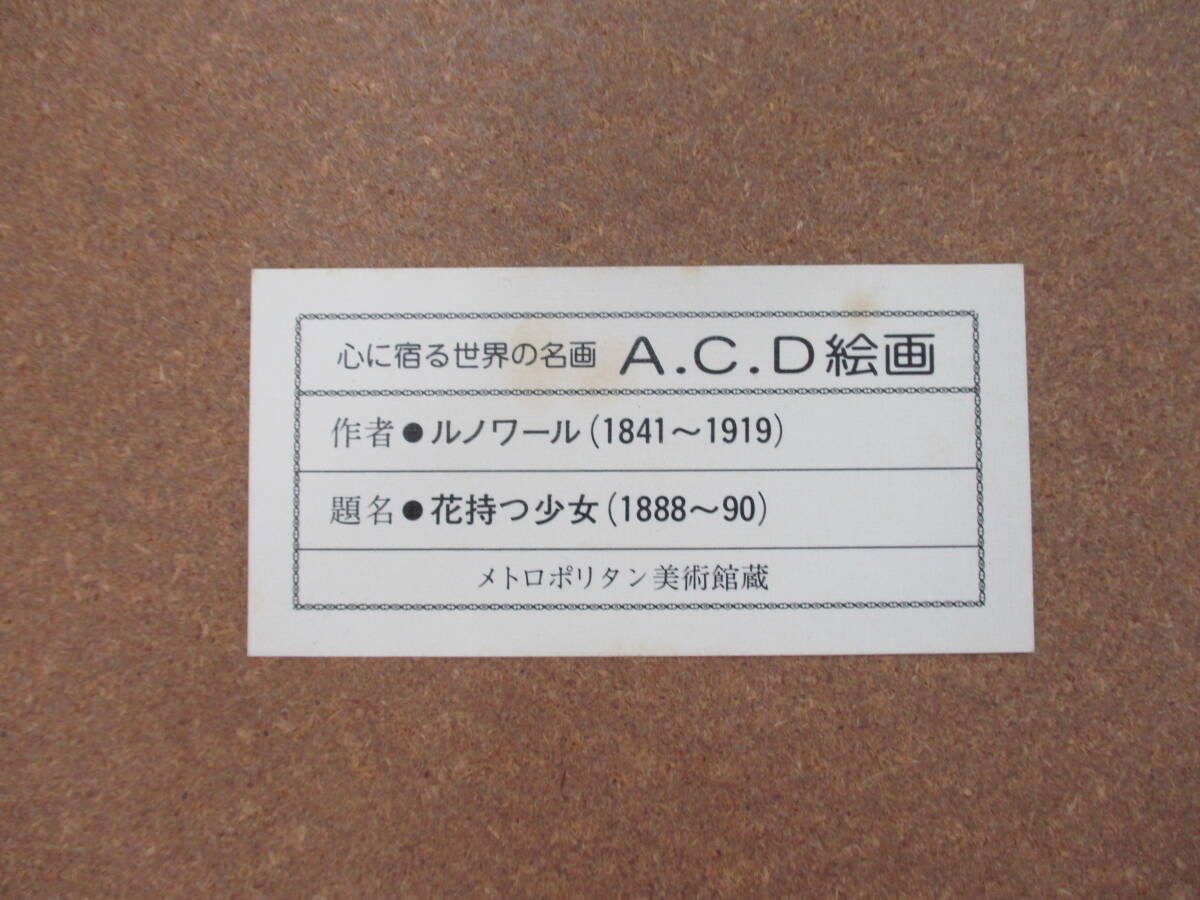 心に宿る世界の名画 A.C.D絵画
作者●ルノワール(1841〜1919)
題名●花持つ少女(1888〜90)
メトロポリタン美術館蔵